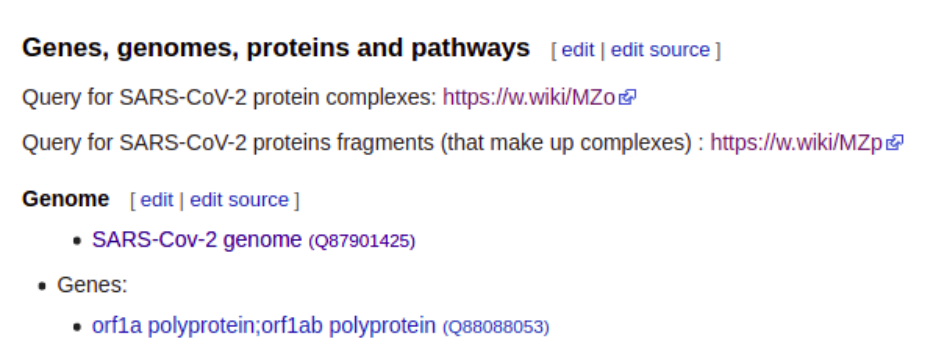 Genes, genomes, proteins and pathways [ edit | edit source ]
Query for SARS-CoV-2 protein complexes: https://w.wiki/MZo
Query for SARS-CoV-2 proteins fragments (that make up complexes) : https://w.wiki/MZp
Genome [ edit | edit source ]
• SARS-Cov-2 genome (Q87901425)
• Genes:
• orf1a polyprotein;orf1ab polyprotein (Q88088053)